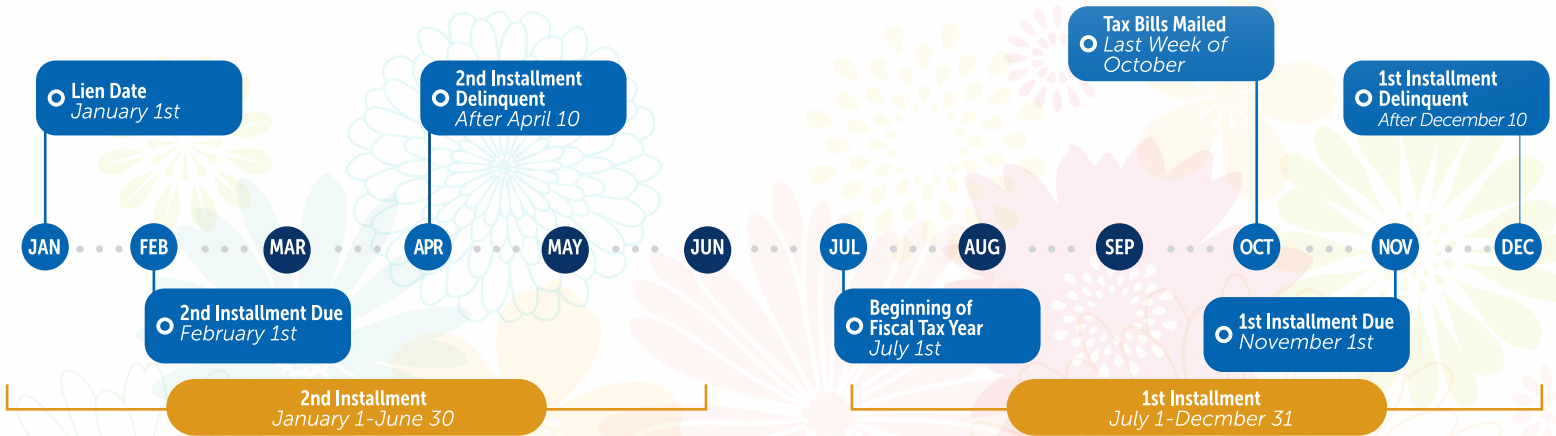 Lien Date
January 1st
2nd Installment
Delinquent
After April 10
Tax Bills Mailed
Last Week of
October
1st Installment
Delinquent
After December 10
JAN
FEB
MAR
APR
MAY
JUN
JUL
AUG
SEP
OCT
NOV
DEC
2nd Installment Due
February 1st
Beginning of
Fiscal Tax Year
July 1st
1st Installment Due
November 1st
2nd Installment
January 1-June 30
1st Installment
July 1-Decmber 31